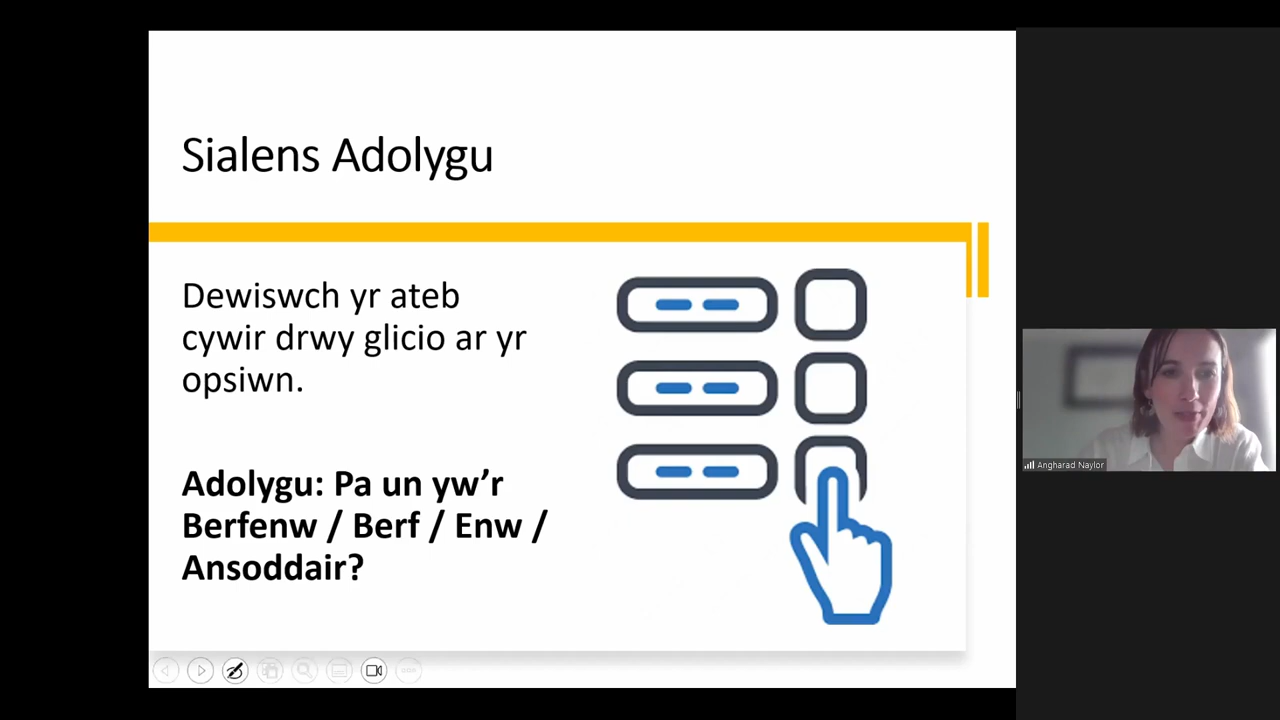 Sialens Adolygu
Dewiswch yr ateb
cywir drwy glicio ar yr
opsiwn.
Adolygu: Pa un yw’r
Berfenw / Berf / Enw /
Ansoddair?
Angharad Naylor